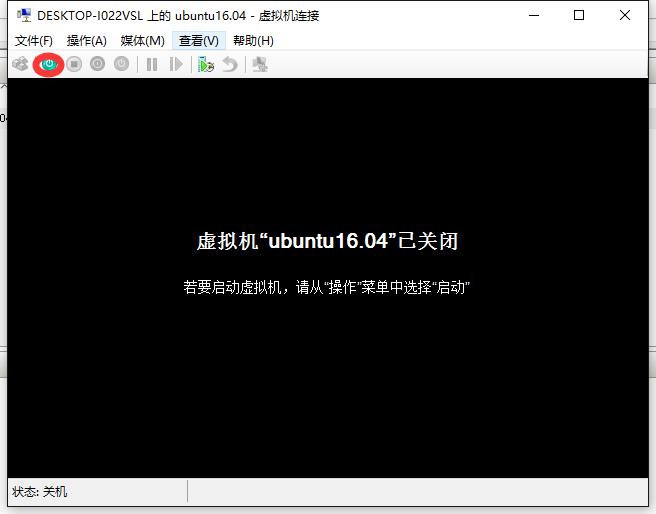 DESKTOP-I022VSL 上的 ubuntu16.04 - 虚拟机连接
文件(F) 操作(A) 媒体(M) 查看(V) 帮助(H)
虚拟机“ubuntu16.04”已关闭
若要启动虚拟机，请从“操作”菜单中选择“启动”
状态: 关机